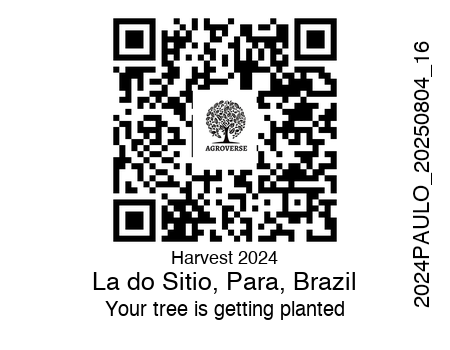 AGROVERSE
Harvest 2024
La do Sitio, Para, Brazil
Your tree is getting planted
2024PAULO_20250804_16